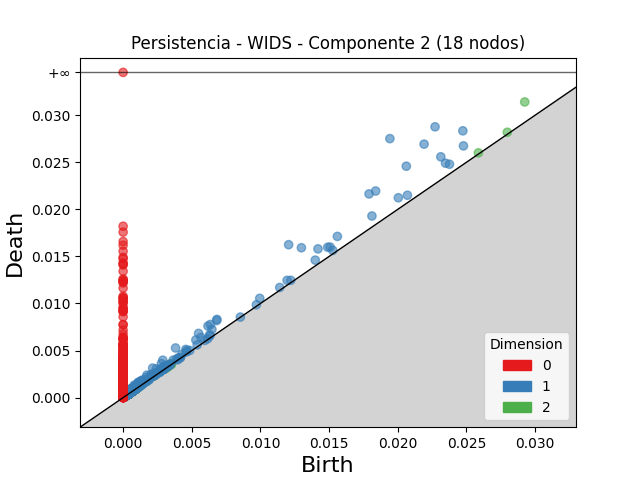 Persistencia - WIDS - Componente 2 (18 nodos)
+∞
0.030
0.025
0.020
0.015
0.010
0.005
0.000
Death
Dimension
0
1
2
0.000 0.005 0.010 0.015 0.020 0.025 0.030
Birth